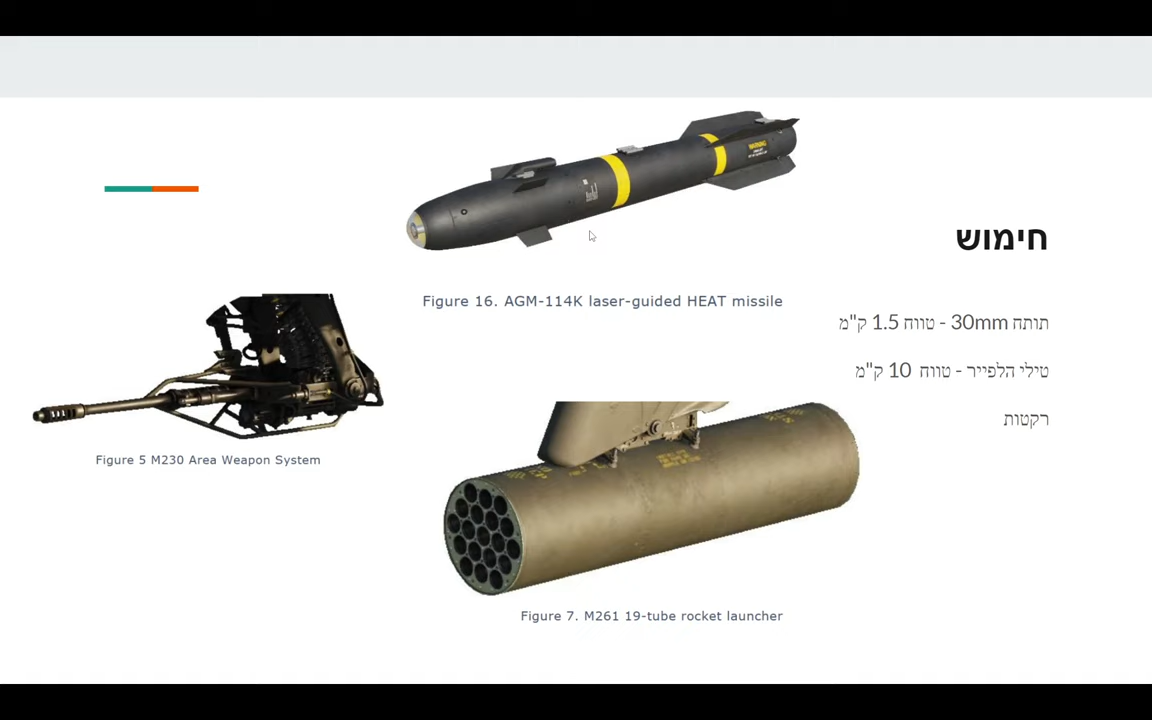 חימוש
תותח 30mm - טווח 1.5 ק"מ
טילי הלפייר - טווח 10 ק"מ
רקטות
Figure 16. AGM-114K laser-guided HEAT missile
Figure 5 M230 Area Weapon System
Figure 7. M261 19-tube rocket launcher
WARNING